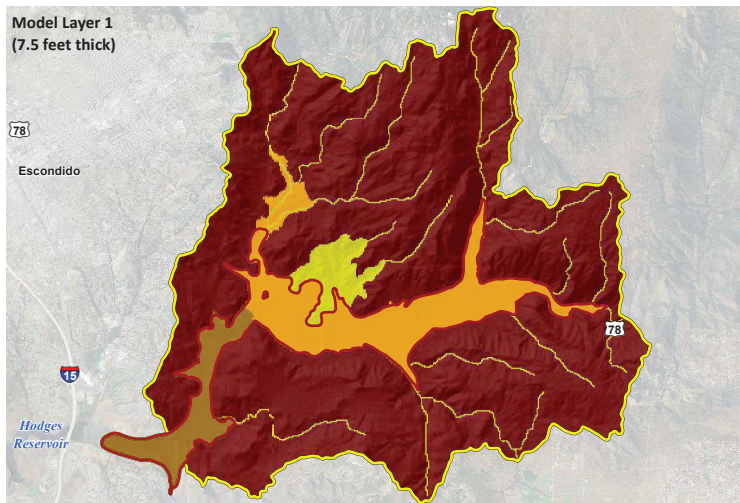 Model Layer 1
(7.5 feet thick)
78
Escondido
78
15
Hodges
Reservoir